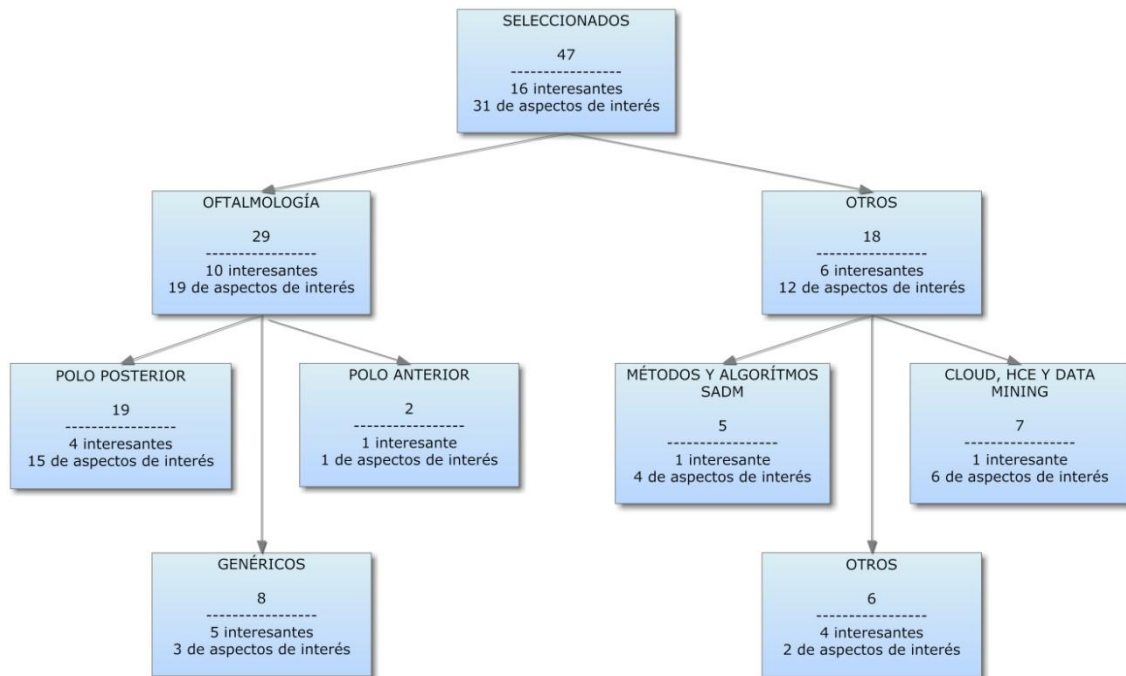 SELECCIONADOS
47
-----------------
16 interesantes
31 de aspectos de interés
OFTALMOLOGÍA
29
-----------------
10 interesantes
19 de aspectos de interés
OTROS
18
-----------------
6 interesantes
12 de aspectos de interés
POLO POSTERIOR
19
-----------------
4 interesantes
15 de aspectos de interés
POLO ANTERIOR
2
-----------------
1 interesante
1 de aspectos de interés
MÉTODOS Y ALGORÍTMOS
SADM
5
-----------------
1 interesante
4 de aspectos de interés
CLOUD, HCE Y DATA
MINING
7
-----------------
1 interesante
6 de aspectos de interés
GENÉRICOS
8
-----------------
5 interesantes
3 de aspectos de interés
OTROS
6
-----------------
4 interesantes
2 de aspectos de interés